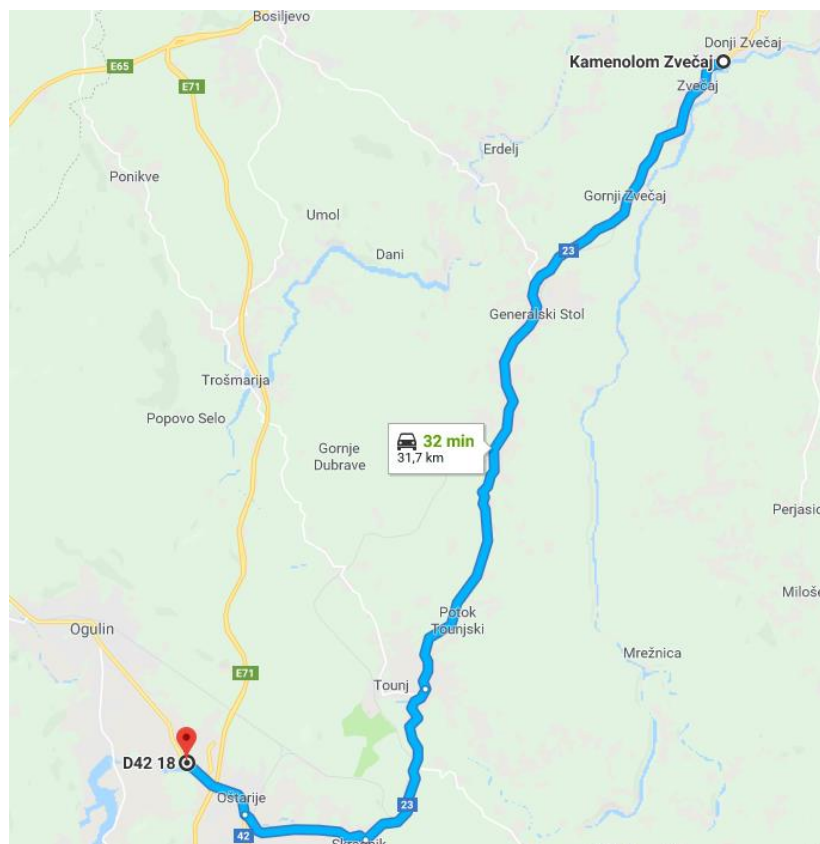 Bosiljevo
Donji Zvečaj
Kamenolom Zvečaj
E65
Zvečaj
E71
Erdelj
Ponikve
Gornji Zvečaj
Umol
Dani
23
Generalski Stol
Trošmarija
Popovo Selo
32 min
31,7 km
Gornje
Dubrave
Perjasic
Miloše
Potok
Tounjski
Ogulin
Mrežnica
E71
Tounj
D42 18
Oštarije
23
42